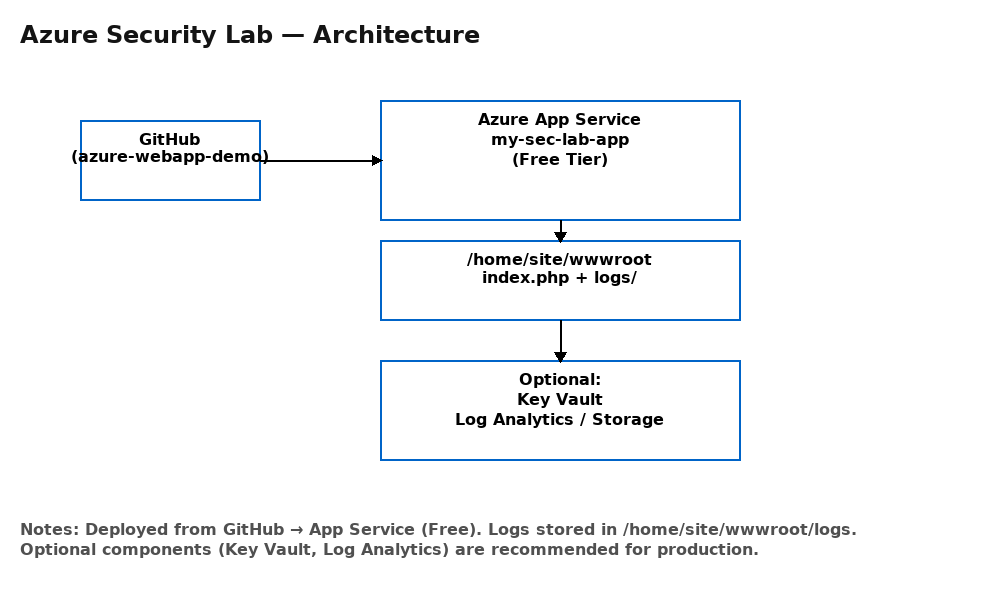 Azure Security Lab — Architecture
GitHub
(azure-webapp-demo)
Azure App Service
my-sec-lab-app
(Free Tier)
/home/site/wwwroot
index.php + logs/
Optional:
Key Vault
Log Analytics / Storage
Notes: Deployed from GitHub → App Service (Free). Logs stored in /home/site/wwwroot/logs.
Optional components (Key Vault, Log Analytics) are recommended for production.